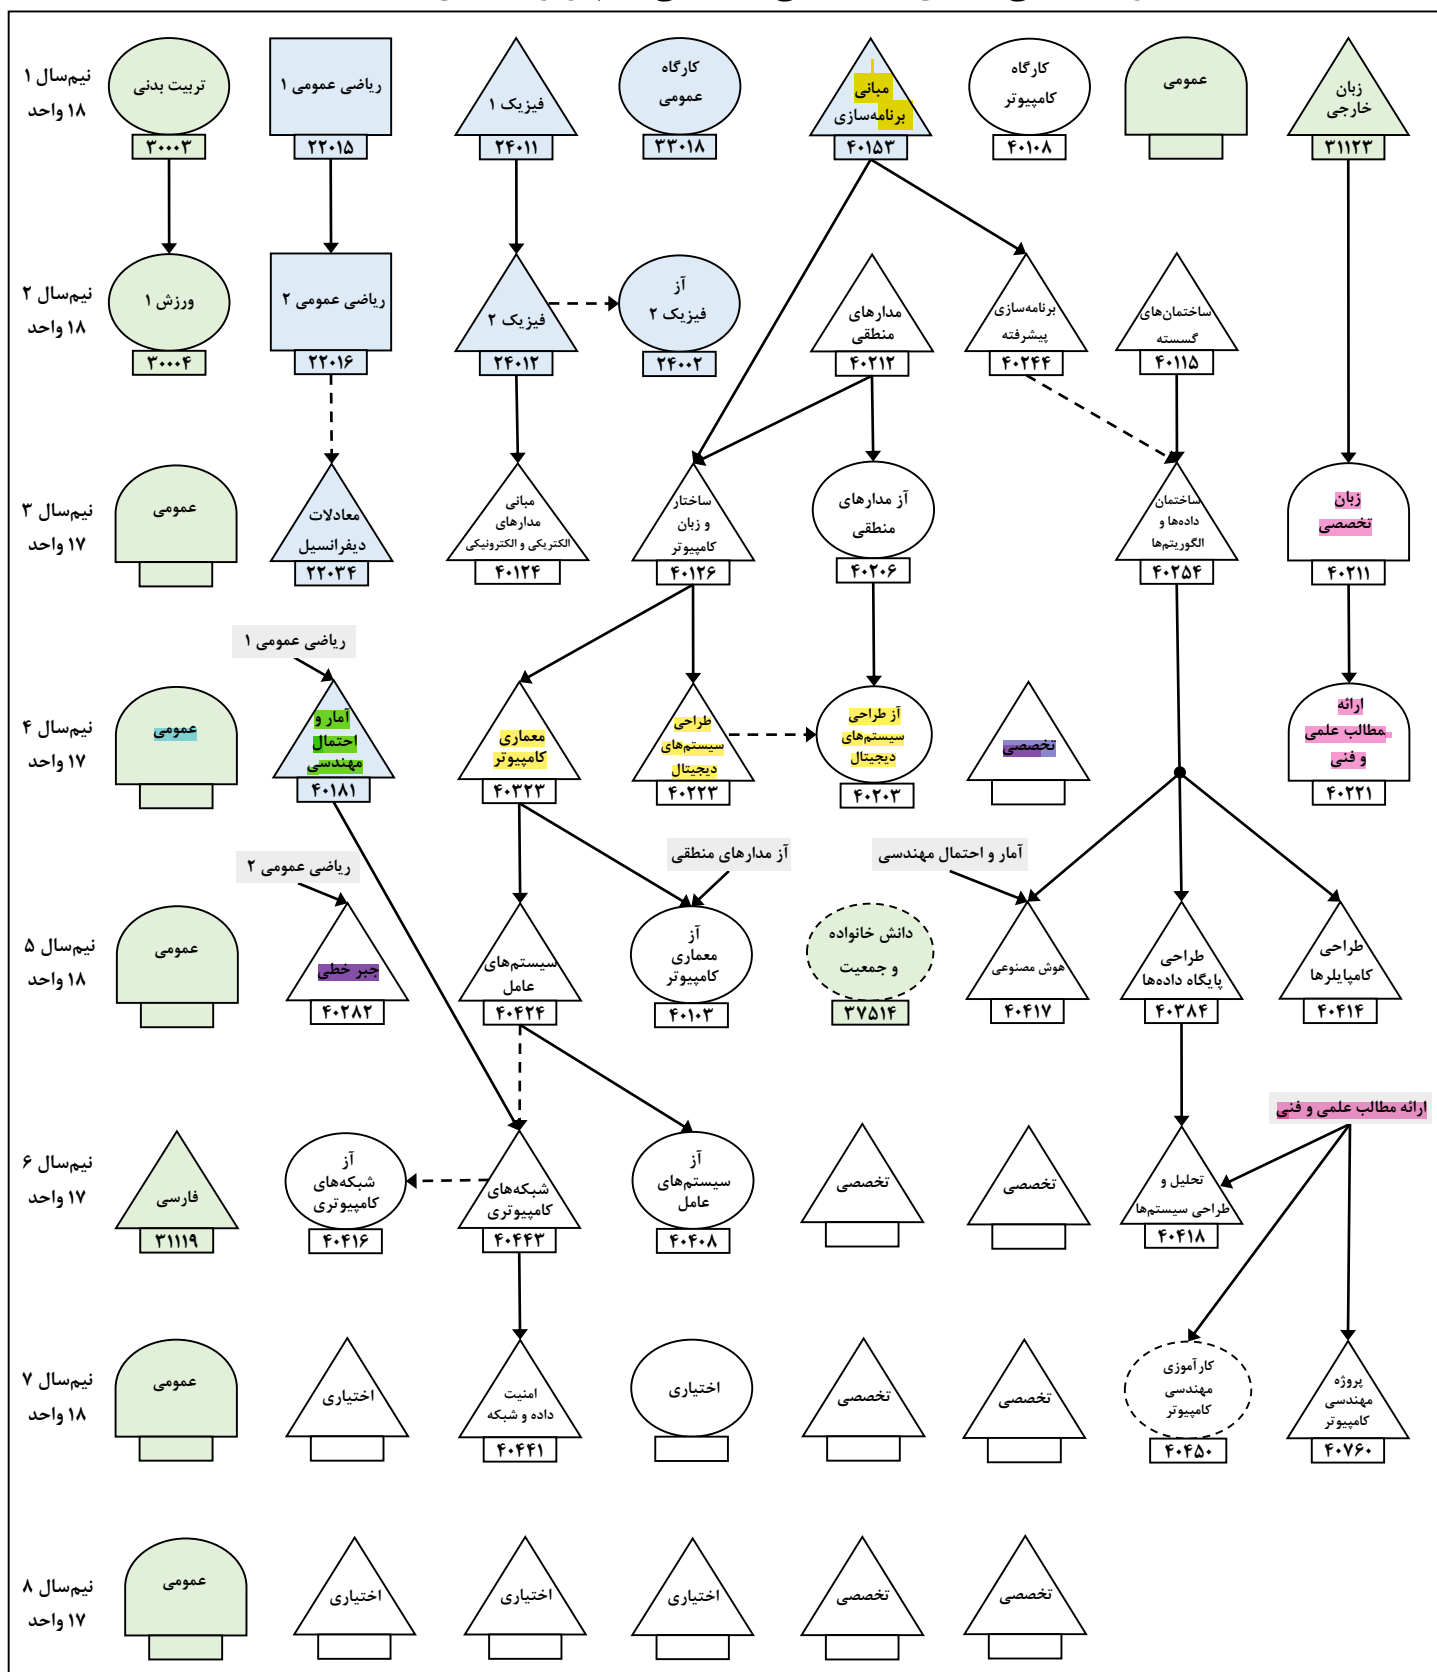 نیم‌سال ۱
۱۸ واحد
تربیت بدنی
۳۰۰۰۳
ریاضی عمومی ۱
۲۲۰۱۵
فیزیک ۱
۲۴۰۱۱
کارگاه
عمومی
۳۳۰۱۸
مبانی
برنامه‌سازی
۴۰۱۵۳
کارگاه
کامپیوتر
۴۰۱۰۸
عمومی
زبان
خارجی
۳۱۱۲۳
نیم‌سال ۲
۱۸ واحد
ورزش ۱
۳۰۰۰۴
ریاضی عمومی ۲
۲۲۰۱۶
فیزیک ۲
۲۴۰۱۲
آز
فیزیک ۲
۲۴۰۰۲
مدارهای
منطقی
۴۰۲۱۲
برنامه‌سازی
پیشرفته
۴۰۲۴۴
ساختمان‌های
گسسته
۴۰۱۱۵
نیم‌سال ۳
۱۷ واحد
عمومی
معادلات
دیفرانسیل
۲۲۰۳۴
مبانی
مدارهای
الکتریکی و الکترونیکی
۴۰۱۲۴
ساختار
و زبان
کامپیوتر
۴۰۱۲۶
آز مدارهای
منطقی
۴۰۲۰۶
ساختمان
داده‌ها و
الگوریتم‌ها
۴۰۲۵۴
زبان
تخصصی
۴۰۲۱۱
ریاضی عمومی ۱
نیم‌سال ۴
۱۷ واحد
عمومی
آمار و
احتمال
مهندسی
۴۰۱۸۱
معماری
کامپیوتر
۴۰۳۲۳
طراحی
سیستم‌های
دیجیتال
۴۰۲۲۳
آز طراحی
سیستم‌های
دیجیتال
۴۰۲۰۳
تخصصی
ارائه
مطالب علمی
و فنی
۴۰۲۲۱
ریاضی عمومی ۲
آز مدارهای منطقی
آمار و احتمال مهندسی
نیم‌سال ۵
۱۸ واحد
عمومی
جبر خطی
۴۰۲۸۲
سیستم‌های
عامل
۴۰۴۲۴
آز
معماری
کامپیوتر
۴۰۱۰۳
دانش خانواده
و جمعیت
۳۷۵۱۴
هوش مصنوعی
۴۰۴۱۷
طراحی
پایگاه داده‌ها
۴۰۳۸۴
طراحی
کامپایلرها
۴۰۴۱۴
ارائه مطالب علمی و فنی
نیم‌سال ۶
۱۷ واحد
فارسی
۳۱۱۱۹
آز
شبکه‌های
کامپیوتری
۴۰۴۱۶
شبکه‌های
کامپیوتری
۴۰۴۴۳
آز
سیستم‌های
عامل
۴۰۴۰۸
تخصصی
تخصصی
تحلیل و
طراحی سیستم‌ها
۴۰۴۱۸
نیم‌سال ۷
۱۸ واحد
عمومی
اختیاری
امنیت
داده و شبکه
۴۰۴۴۱
اختیاری
تخصصی
تخصصی
کارآموزی
مهندسی
کامپیوتر
۴۰۴۵۰
پروژه
مهندسی
کامپیوتر
۴۰۷۶۰
نیم‌سال ۸
۱۷ واحد
عمومی
اختیاری
اختیاری
اختیاری
تخصصی
تخصصی